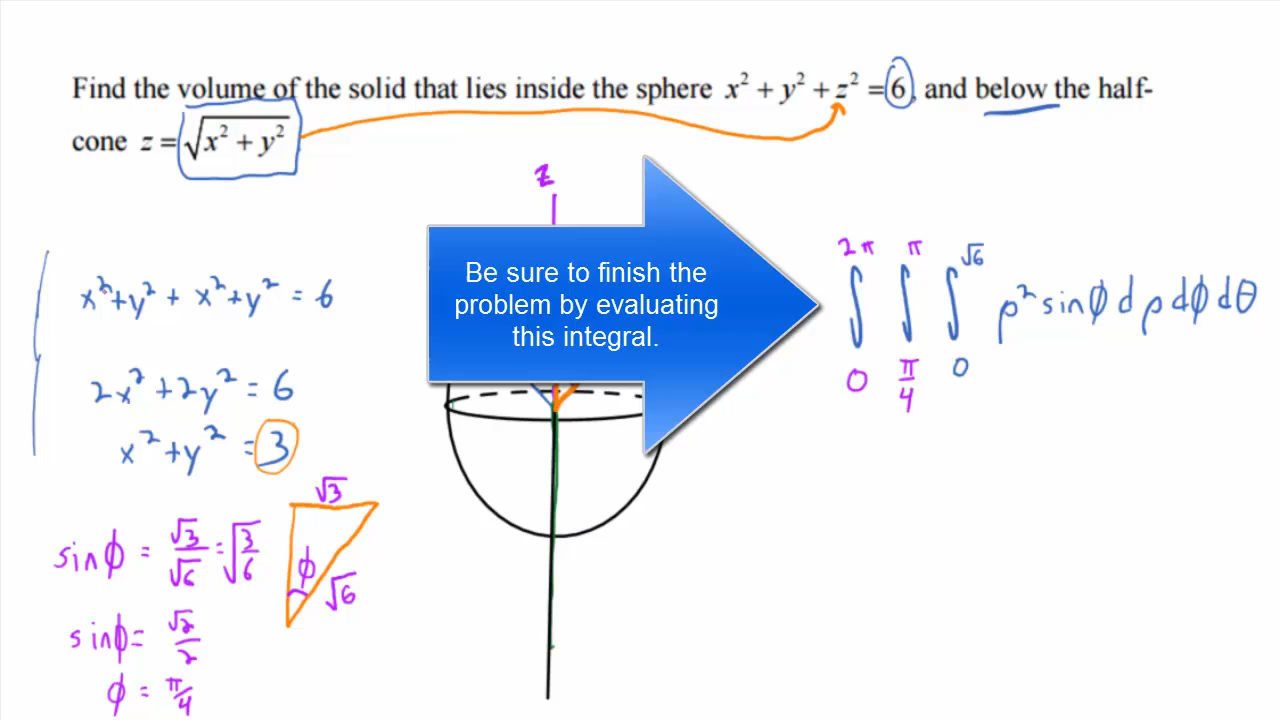 Find the volume of the solid that lies inside the sphere x² + y² + z² = 6, and below the half-
cone z = √(x² + y²)
z
x² + y² + x² + y² = 6
2x² + 2y² = 6
x² + y² = 3
sin ϕ = √3/√6 = √(3/6)
sin ϕ = √2/2
ϕ = π/4
√3
ϕ
√6
Be sure to finish the
problem by evaluating
this integral.
∫₀^{2π} ∫_{π/4}^{π} ∫₀^{√6} ρ² sin ϕ dρ dϕ dθ